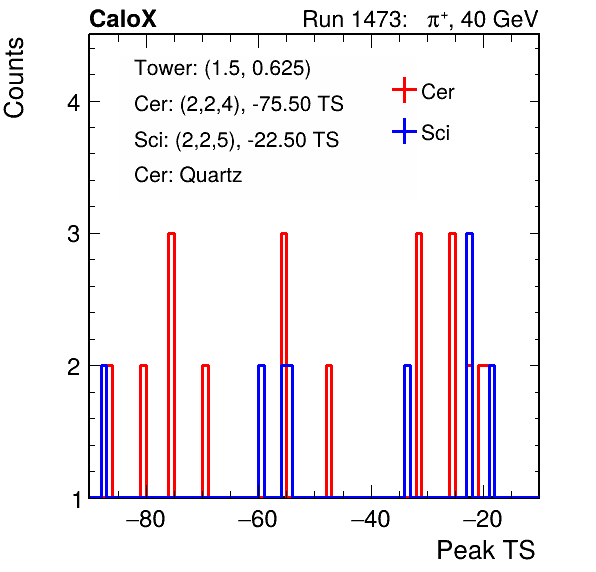 CaloX Run 1473: π+, 40 GeV
Counts
Tower: (1.5, 0.625)
Cer: (2,2,4), -75.50 TS
Sci: (2,2,5), -22.50 TS
Cer: Quartz
Cer
Sci
4
3
2
1
−80 −60 −40 −20
Peak TS